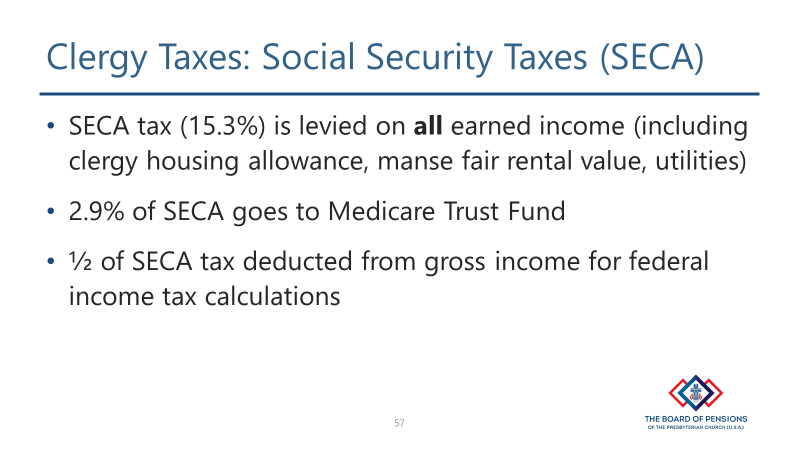 Clergy Taxes: Social Security Taxes (SECA)
• SECA tax (15.3%) is levied on all earned income (including
clergy housing allowance, manse fair rental value, utilities)
• 2.9% of SECA goes to Medicare Trust Fund
• ½ of SECA tax deducted from gross income for federal
income tax calculations
57
THE BOARD OF PENSIONS
OF THE PRESBYTERIAN CHURCH (U.S.A.)